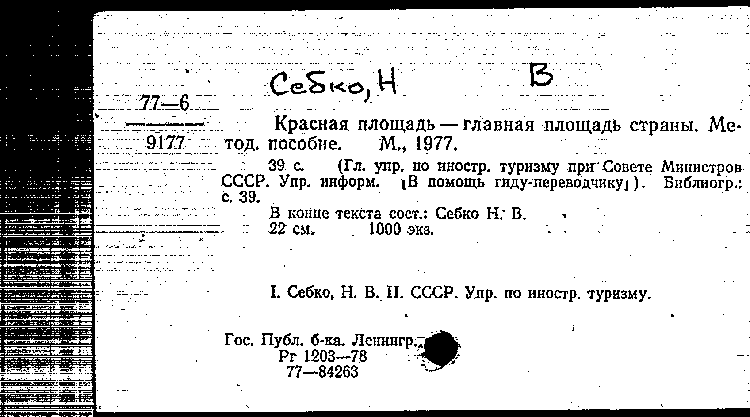 Себко, Н В
77—6
9177
Красная площадь — главная площадь страны. Ме-
тод. пособие. М., 1977.
39 с. (Гл. упр. по иностр. туризму при Совете Министров
СССР. Упр. информ. „В помощь гиду-переводчику„). Библиогр.:
с. 39.
В конце текста сост.: Себко Н. В.
22 см. 1000 экз.
I. Себко, Н. В. II. СССР. Упр. по иностр. туризму.
Гос. Публ. б-ка. Ленингр.
Рг 1203—78
77—84263